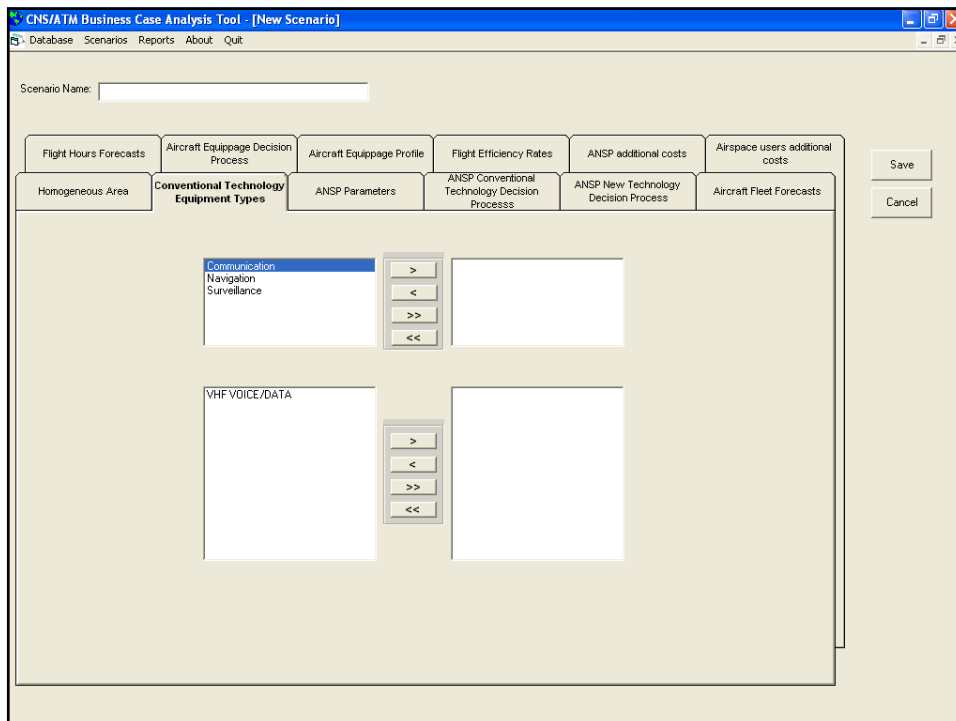 CNS/ATM Business Case Analysis Tool - [New Scenario]
Database Scenarios Reports About Quit
Scenario Name:
Flight Hours Forecasts
Aircraft Equippage Decision
Process
Aircraft Equippage Profile
Flight Efficiency Rates
ANSP additional costs
Airspace users additional
costs
Save
Homogeneous Area
Conventional Technology
Equipment Types
ANSP Parameters
ANSP Conventional
Technology Decision
Processs
ANSP New Technology
Decision Process
Aircraft Fleet Forecasts
Cancel
Communication
Navigation
Surveillance
>
<
>>
<<
VHF VOICE/DATA
>
<
>>
<<